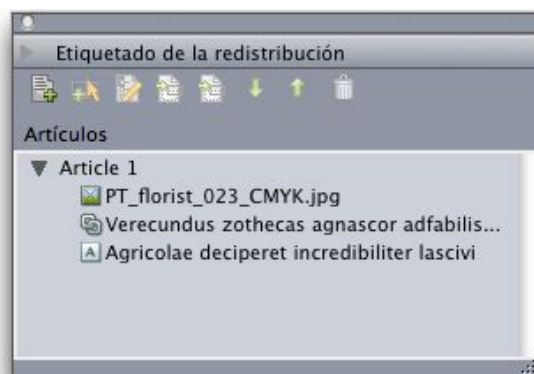 Etiquetado de la redistribución
Artículos
Article 1
PT_florist_023_CMYK.jpg
Verecundus zothecas agnascor adfabilis...
A Agricolae deciperet incredibiliter lascivi